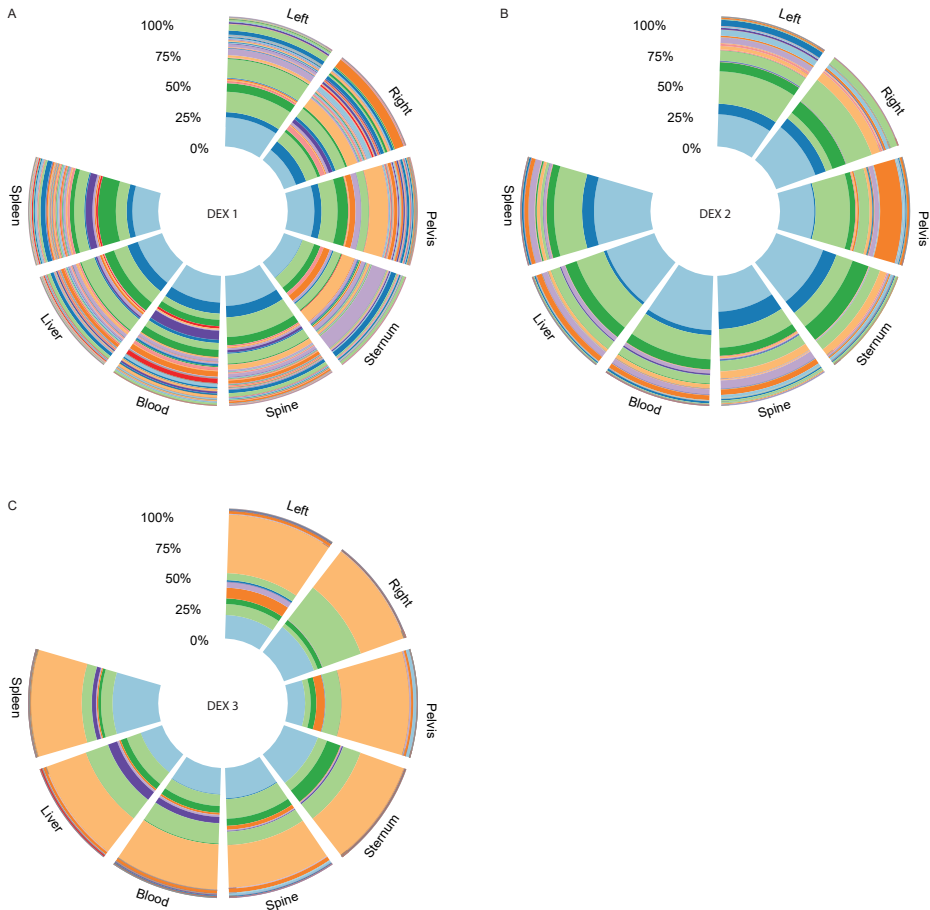 A
100%
75%
50%
25%
0%
Left
Right
Pelvis
Sternum
Spine
Blood
Liver
Spleen
DEX 1
B
100%
75%
50%
25%
0%
Left
Right
Pelvis
Sternum
Spine
Blood
Liver
Spleen
DEX 2
C
100%
75%
50%
25%
0%
Left
Right
Pelvis
Sternum
Spine
Blood
Liver
Spleen
DEX 3